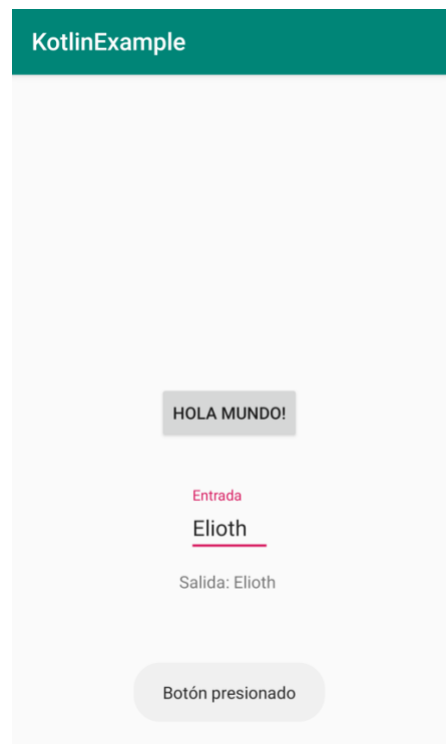 KotlinExample
HOLA MUNDO!
Entrada
Elioth
Salida: Elioth
Botón presionado